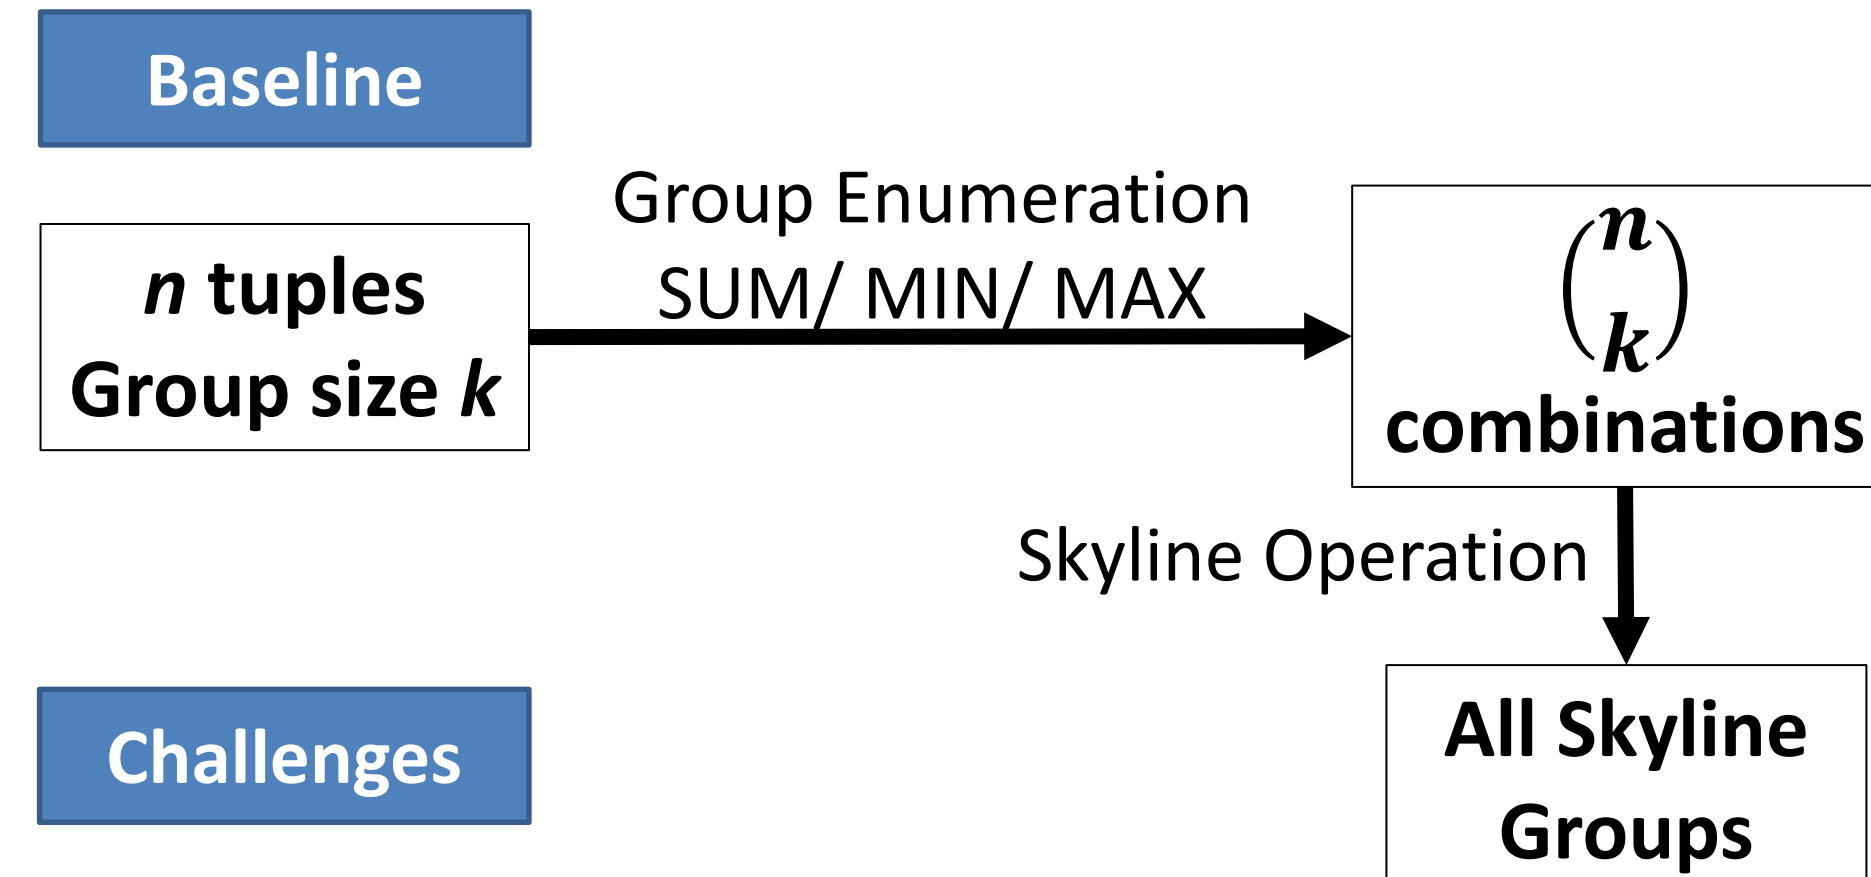 Baseline
n tuples
Group size k
Group Enumeration
SUM/ MIN/ MAX
(n
k)
combinations
Skyline Operation
Challenges
All Skyline
Groups